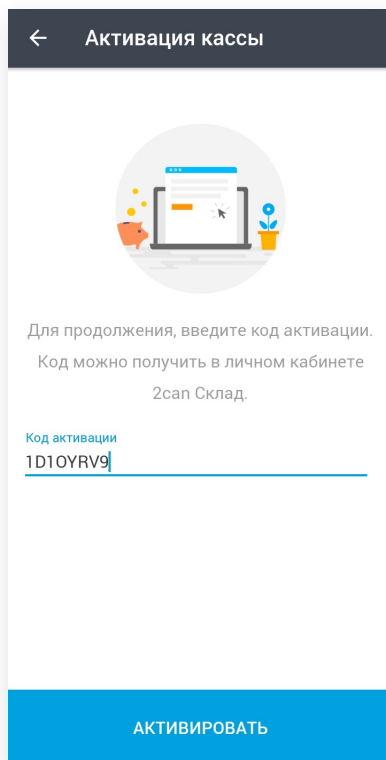 Активация кассы
Для продолжения, введите код активации.
Код можно получить в личном кабинете
2can Склад.
Код активации
1D1OYRV9
АКТИВИРОВАТЬ